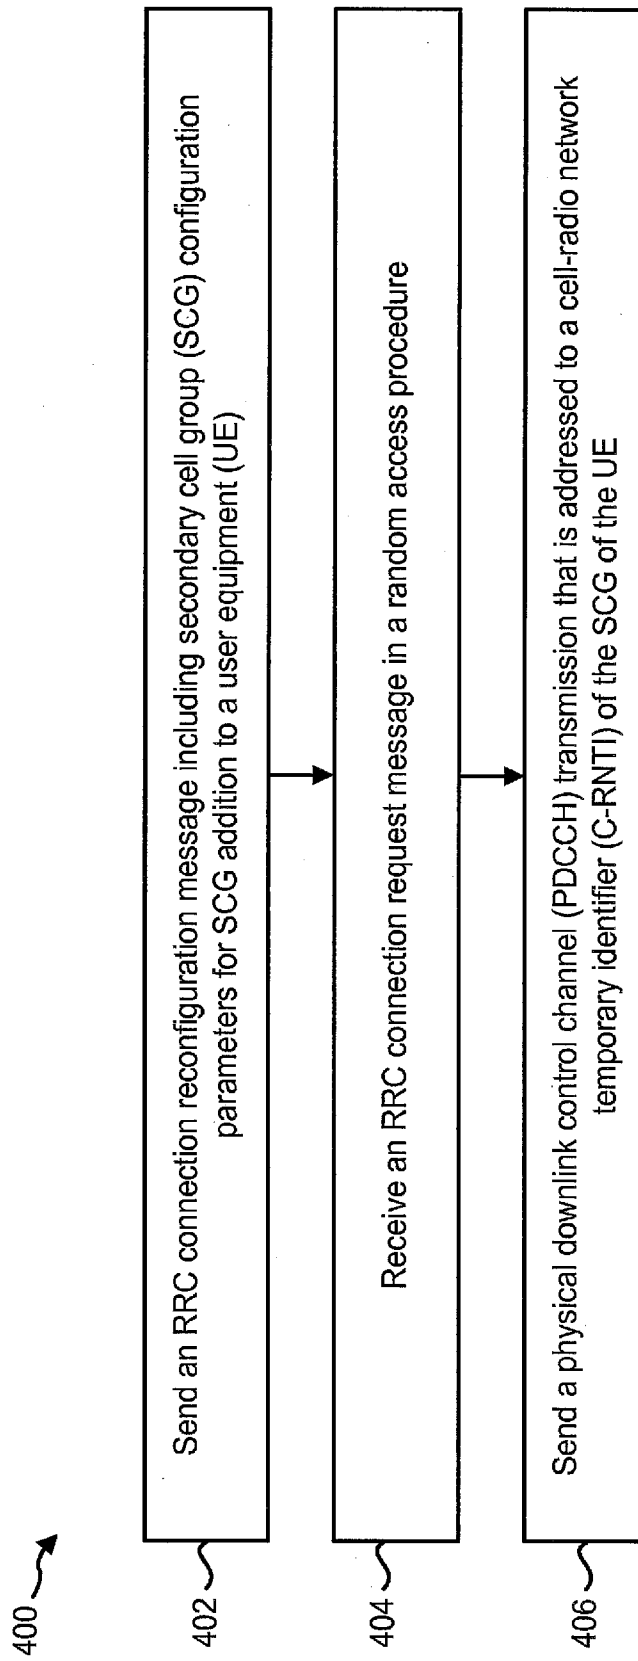 400
402
Send an RRC connection reconfiguration message including secondary cell group (SCG) configuration
parameters for SCG addition to a user equipment (UE)
404
Receive an RRC connection request message in a random access procedure
406
Send a physical downlink control channel (PDCCH) transmission that is addressed to a cell-radio network
temporary identifier (C-RNTI) of the SCG of the UE